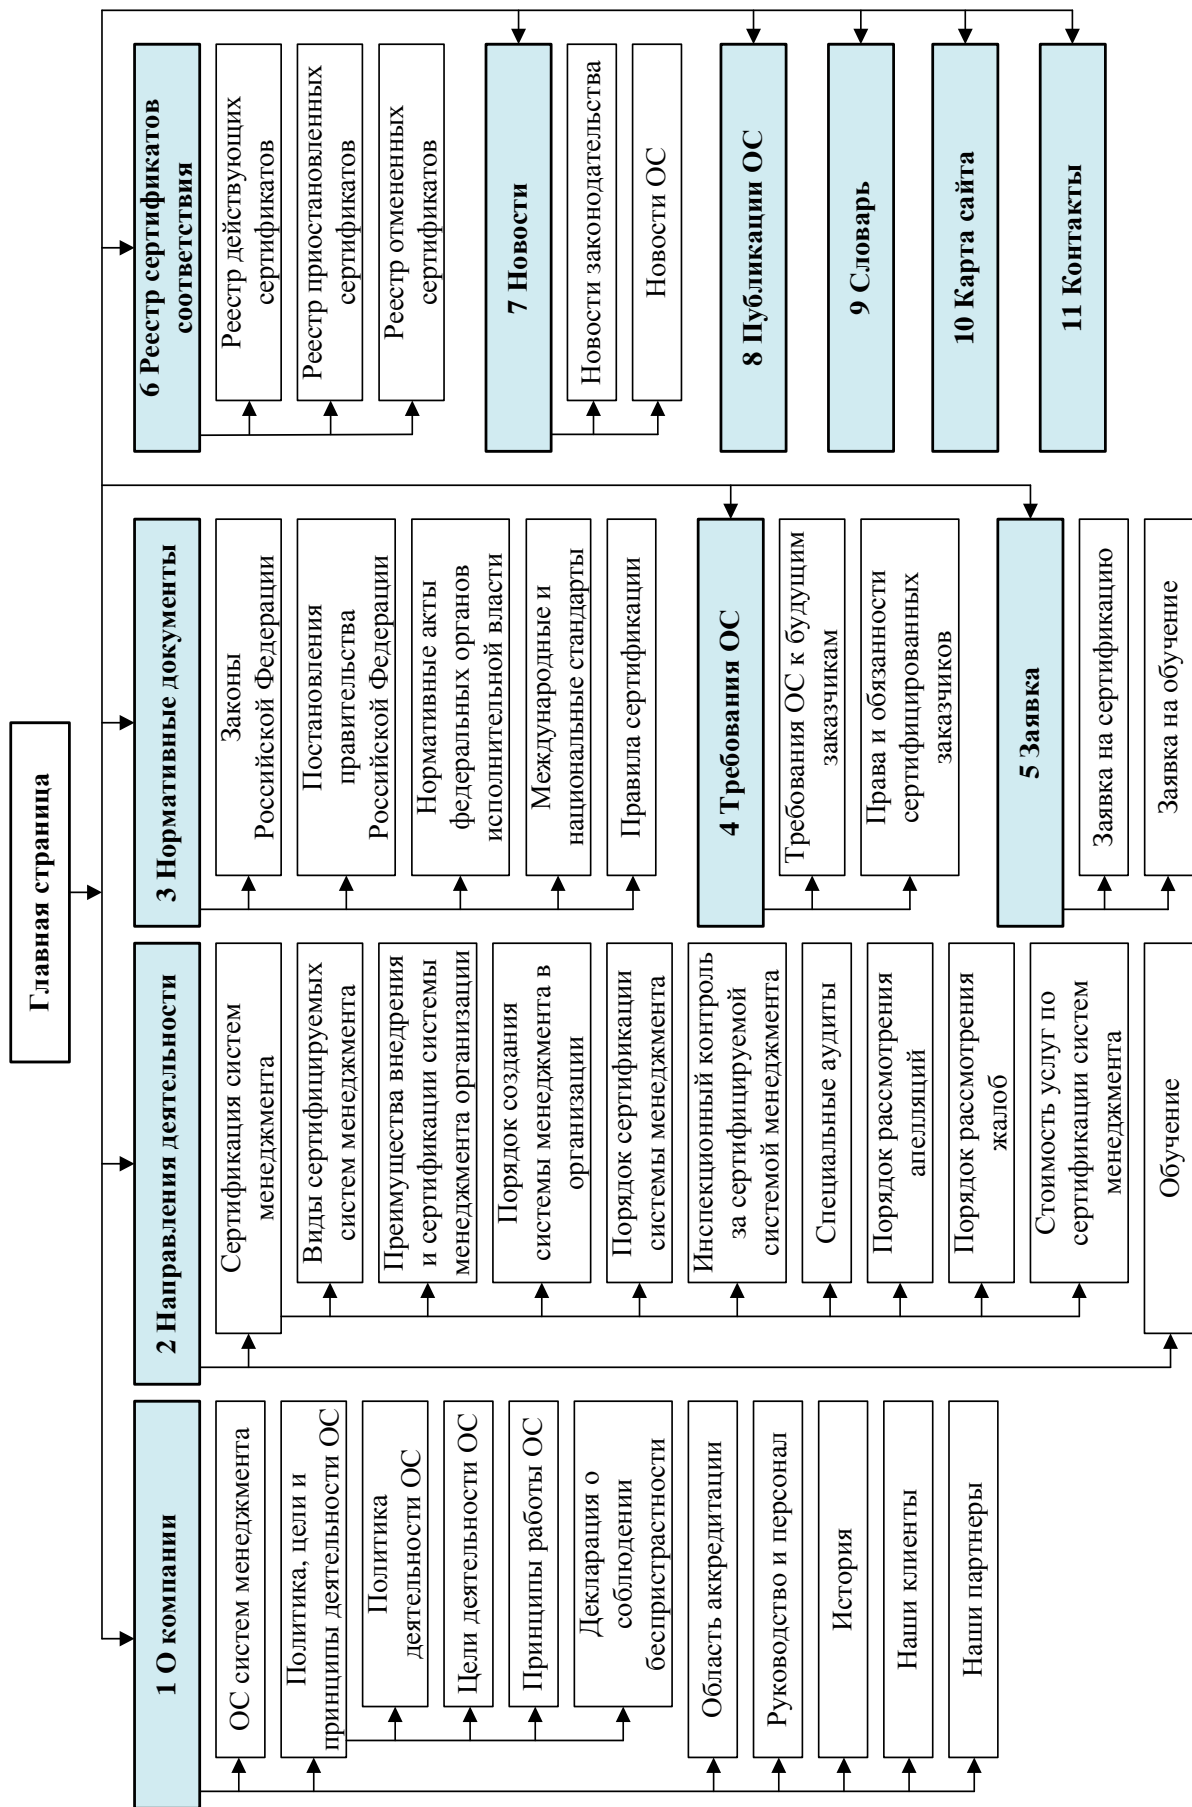 Главная страница
1 О компании
ОС систем менеджмента
Политика, цели и
принципы деятельности ОС
Политика
деятельности ОС
Цели деятельности ОС
Принципы работы ОС
Декларация о
соблюдении
беспристрастности
Область аккредитации
Руководство и персонал
История
Наши клиенты
Наши партнеры
2 Направления деятельности
Сертификация систем
менеджмента
Виды сертифицируемых
систем менеджмента
Преимущества внедрения
и сертификации системы
менеджмента организации
Порядок создания
системы менеджмента в
организации
Порядок сертификации
системы менеджмента
Инспекционный контроль
за сертифицируемой
системой менеджмента
Специальные аудиты
Порядок рассмотрения
апелляций
Порядок рассмотрения
жалоб
Стоимость услуг по
сертификации систем
менеджмента
Обучение
3 Нормативные документы
Законы
Российской Федерации
Постановления
правительства
Российской Федерации
Нормативные акты
федеральных органов
исполнительной власти
Международные и
национальные стандарты
Правила сертификации
4 Требования ОС
Требования ОС к будущим
заказчикам
Права и обязанности
сертифицированных
заказчиков
5 Заявка
Заявка на сертификацию
Заявка на обучение
6 Реестр сертификатов
соответствия
Реестр действующих
сертификатов
Реестр приостановленных
сертификатов
Реестр отмененных
сертификатов
7 Новости
Новости законодательства
Новости ОС
8 Публикации ОС
9 Словарь
10 Карта сайта
11 Контакты